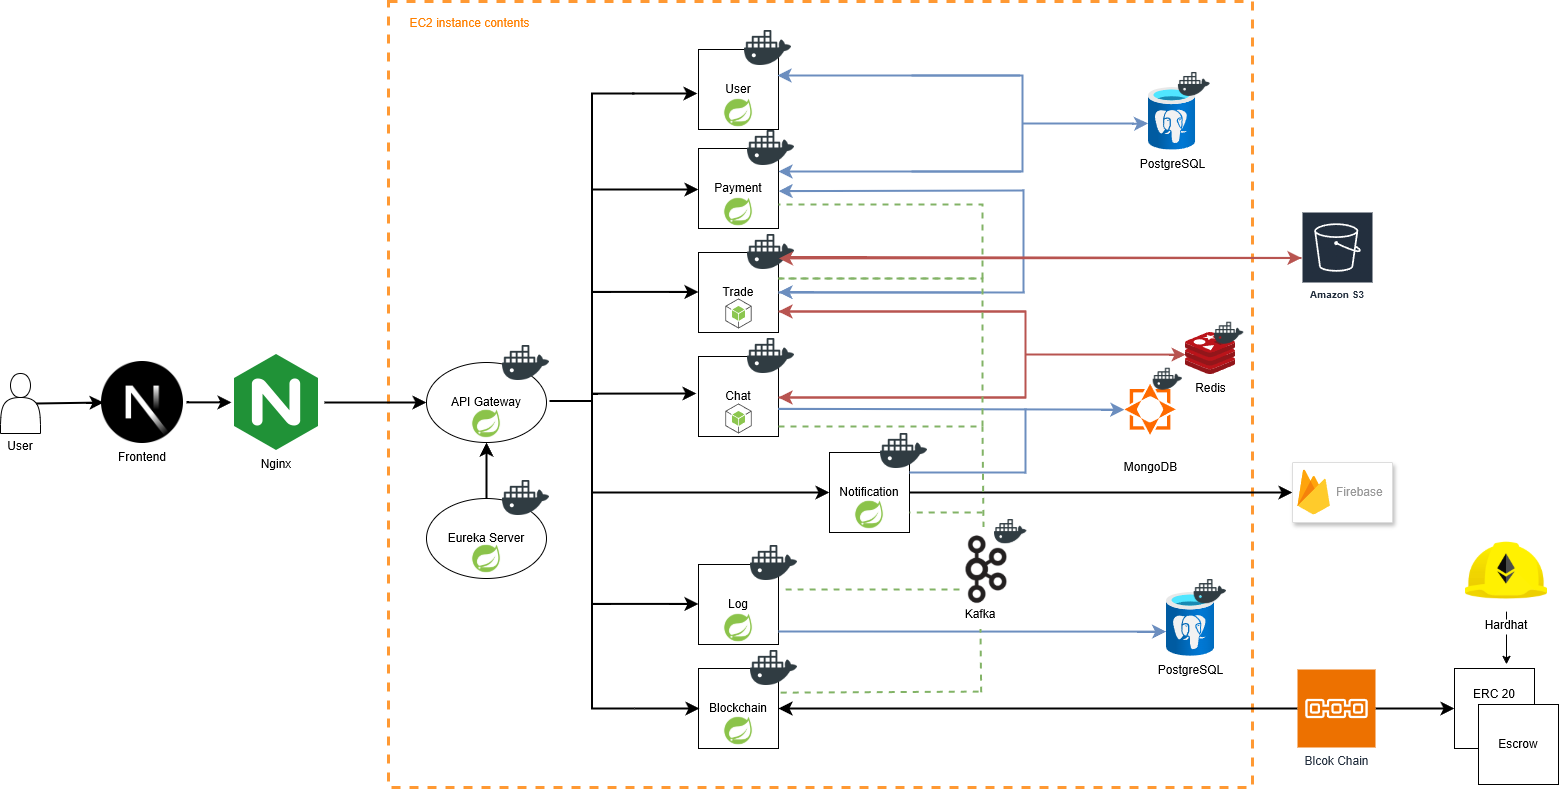 EC2 instance contents
User
PostgreSQL
Payment
Trade
Amazon S3
Chat
Redis
API Gateway
User
Frontend
Nginx
MongoDB
Notification
Firebase
Eureka Server
Log
Kafka
Hardhat
PostgreSQL
Blockchain
ERC 20
Escrow
Blcok Chain